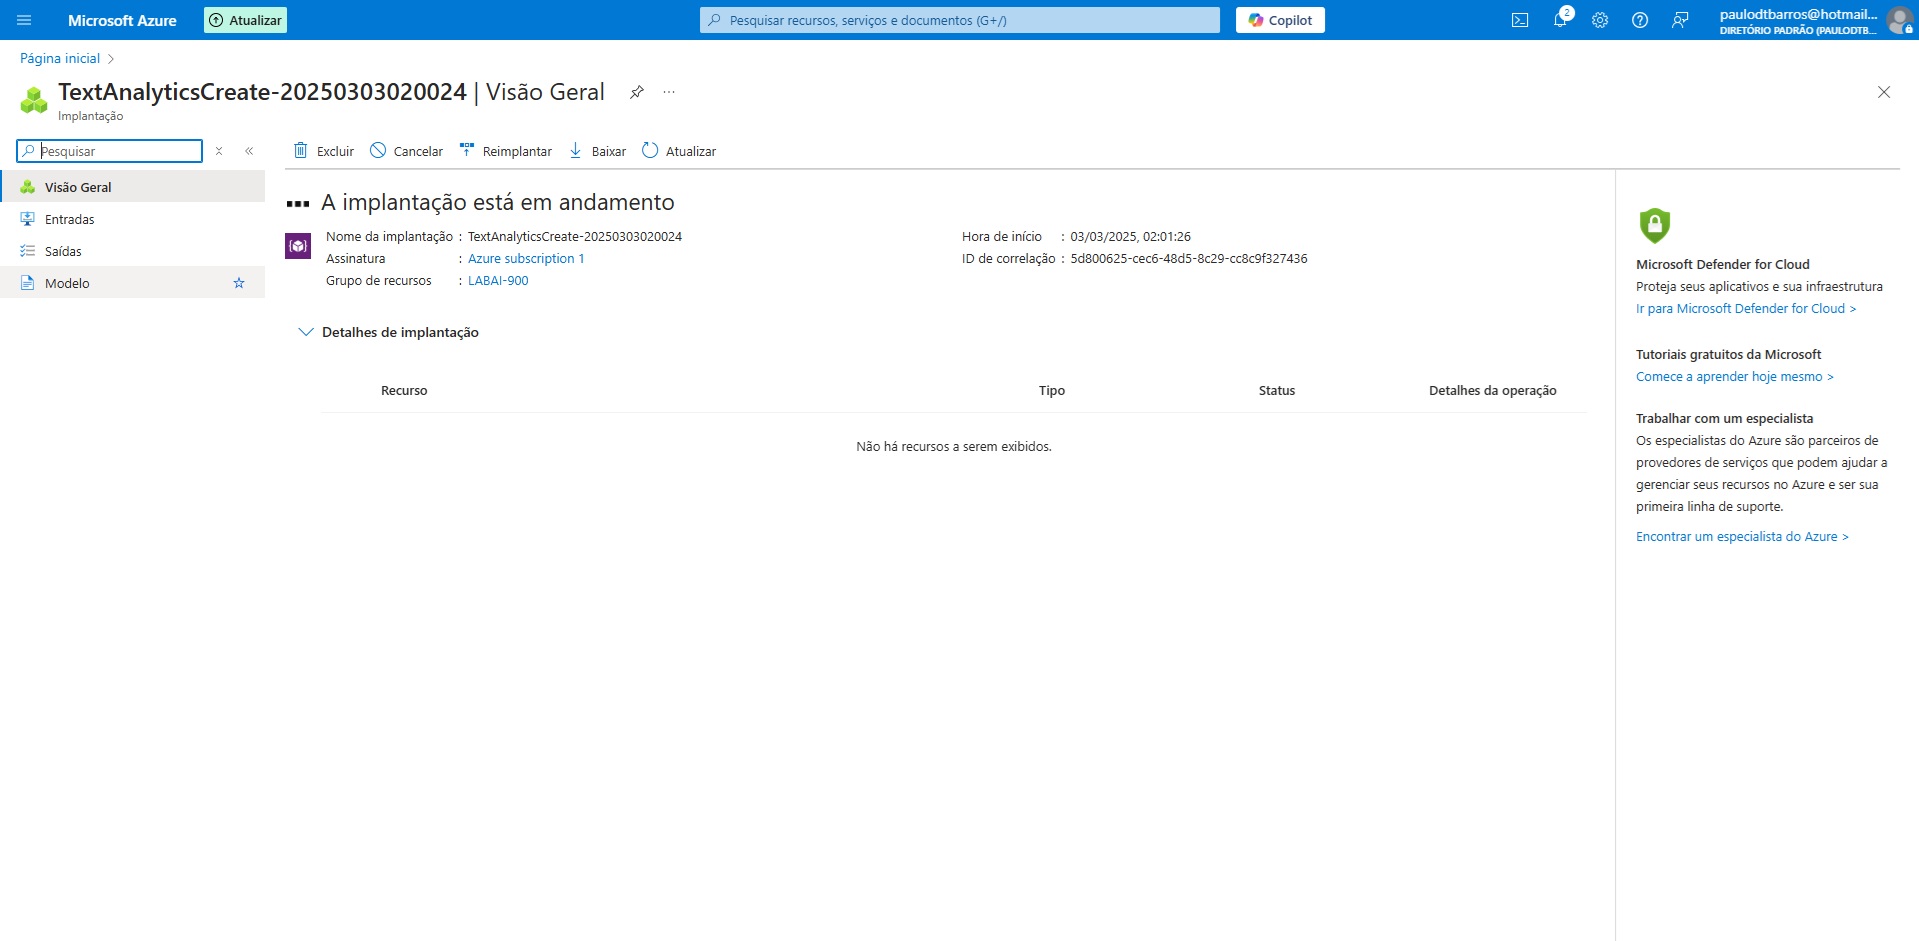 Microsoft Azure
Atualizar
Pesquisar recursos, serviços e documentos (G+/)
Copilot
2
paulodtbarros@hotmail...
DIRETÓRIO PADRÃO (PAULODTB...
Página inicial >
TextAnalyticsCreate-20250303020024 | Visão Geral
...
Implantação
Pesquisar
Excluir
Cancelar
Reimplantar
Baixar
Atualizar
Visão Geral
Entradas
Saídas
Modelo
A implantação está em andamento
Nome da implantação : TextAnalyticsCreate-20250303020024
Assinatura : Azure subscription 1
Grupo de recursos : LABAI-900
Hora de início : 03/03/2025, 02:01:26
ID de correlação : 5d800625-cec6-48d5-8c29-cc8c9f327436
Detalhes de implantação
Recurso
Tipo
Status
Detalhes da operação
Não há recursos a serem exibidos.
Microsoft Defender for Cloud
Proteja seus aplicativos e sua infraestrutura
Ir para Microsoft Defender for Cloud >
Tutoriais gratuitos da Microsoft
Comece a aprender hoje mesmo >
Trabalhar com um especialista
Os especialistas do Azure são parceiros de
provedores de serviços que podem ajudar a
gerenciar seus recursos no Azure e ser sua
primeira linha de suporte.
Encontrar um especialista do Azure >